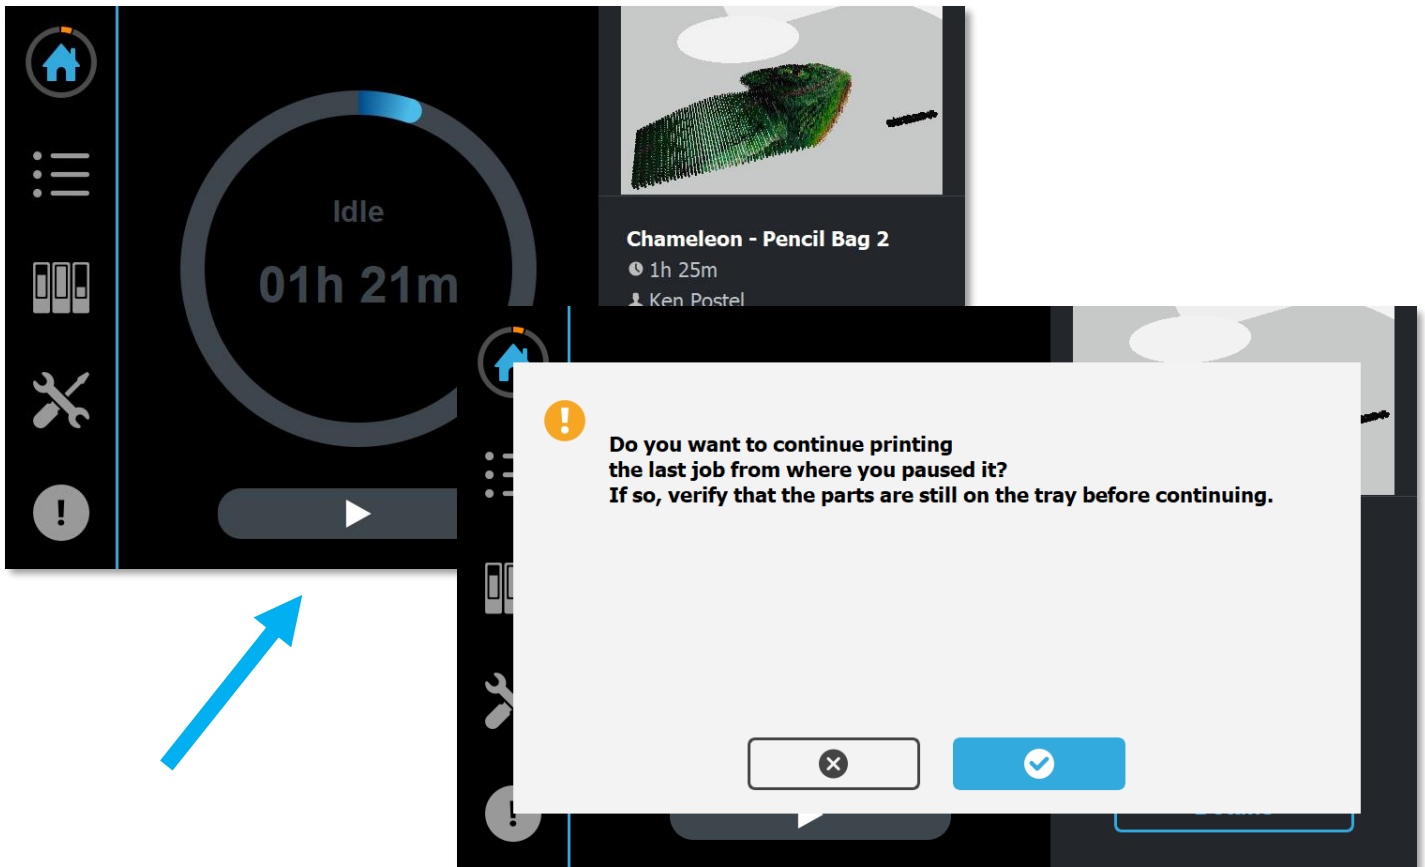 Idle
01h 21m
Chameleon - Pencil Bag 2
1h 25m
Ken Postel
Do you want to continue printing
the last job from where you paused it?
If so, verify that the parts are still on the tray before continuing.